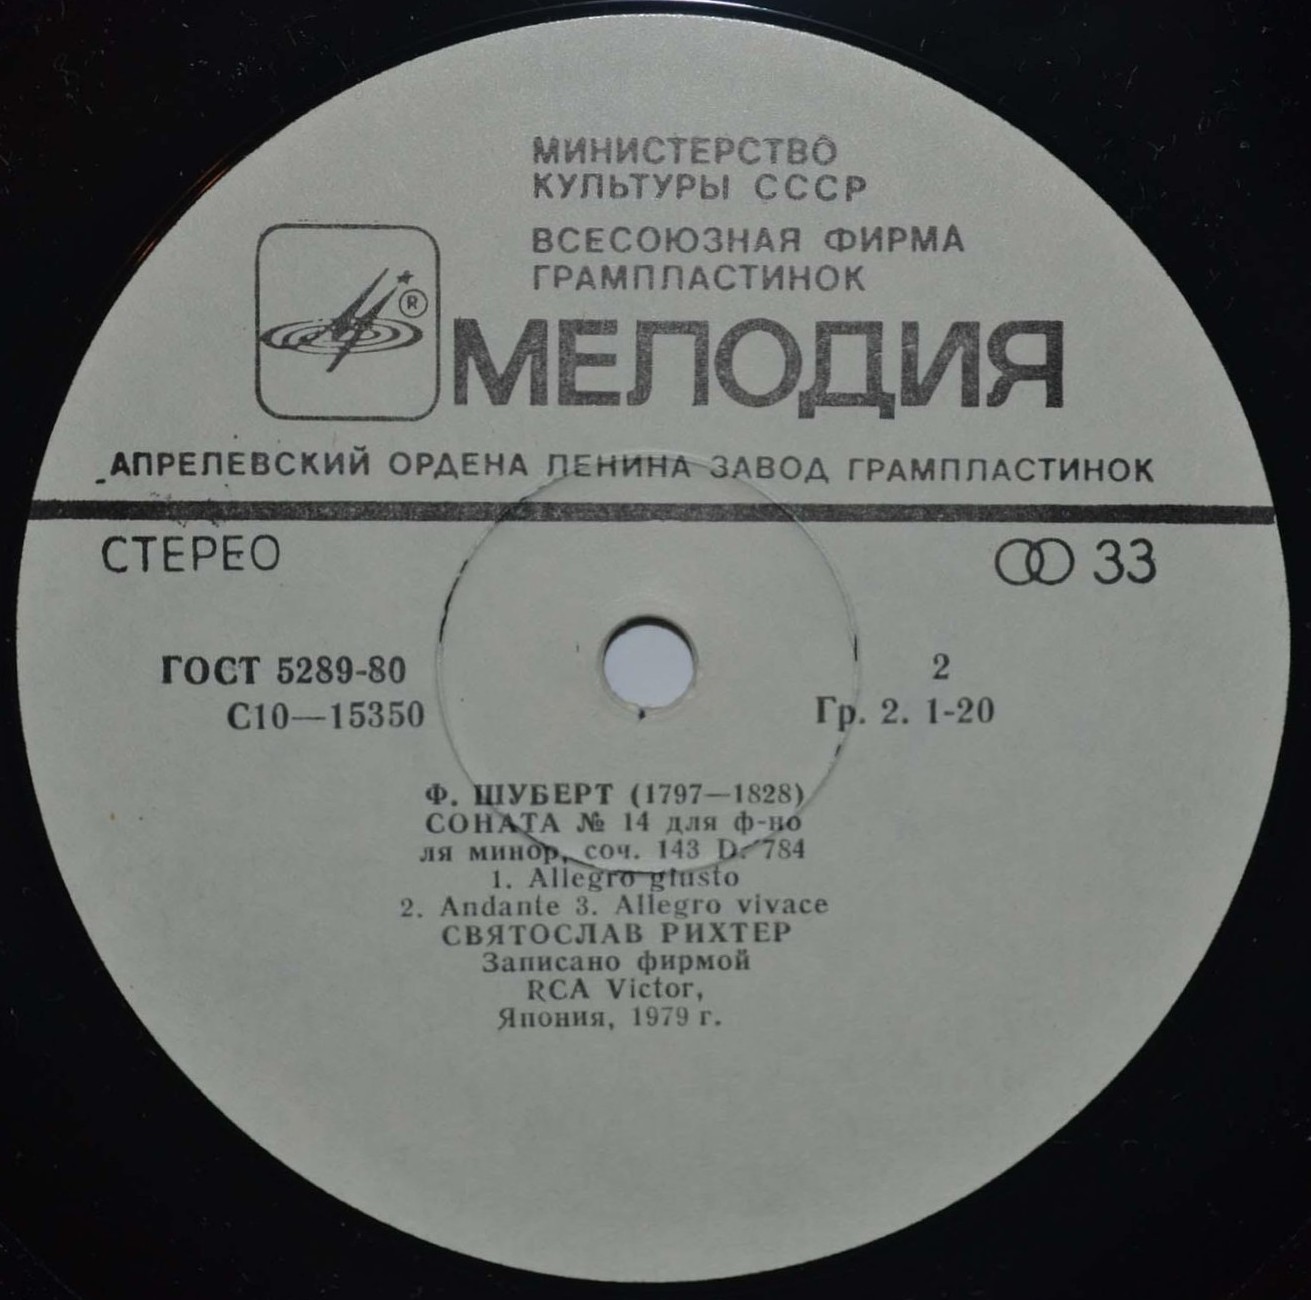 МИНИСТЕРСТВО
КУЛЬТУРЫ СССР
ВСЕСОЮЗНАЯ ФИРМА
ГРАМПЛАСТИНОК
®
МЕЛОДИЯ
АПРЕЛЕВСКИЙ ОРДЕНА ЛЕНИНА ЗАВОД ГРАМПЛАСТИНОК
СТЕРЕО
33
ГОСТ 5289-80
2
С10—15350
Гр. 2. 1-20
Ф. ШУБЕРТ (1797—1828)
СОНАТА № 14 для ф-но
ля минор, соч. 143 D. 784
1. Allegro giusto
2. Andante 3. Allegro vivace
СВЯТОСЛАВ РИХТЕР
Записано фирмой
RCA Victor,
Япония, 1979 г.